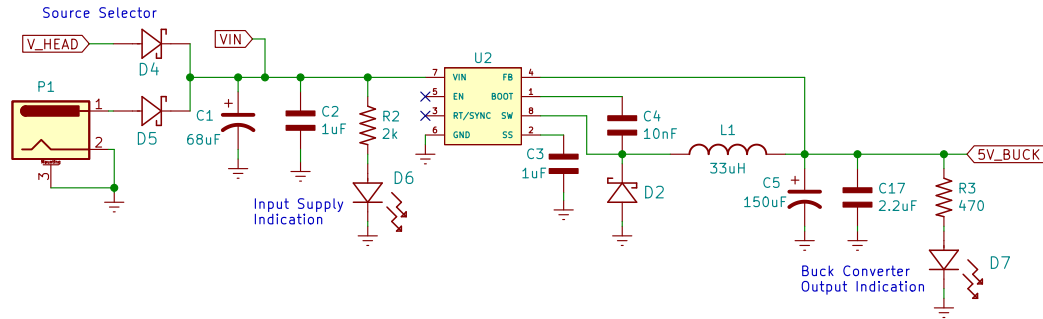 Source Selector
V_HEAD
D4
VIN
P1
1
2
3
D5
C1
68uF
C2
1uF
R2
2k
D6
Input Supply
Indication
U2
7
VIN
FB
4
5
EN
BOOT
1
3
RT/SYNC
SW
8
6
GND
SS
2
C4
10nF
C3
1uF
D2
L1
33uH
5V_BUCK
C5
150uF
C17
2.2uF
R3
470
D7
Buck Converter
Output Indication